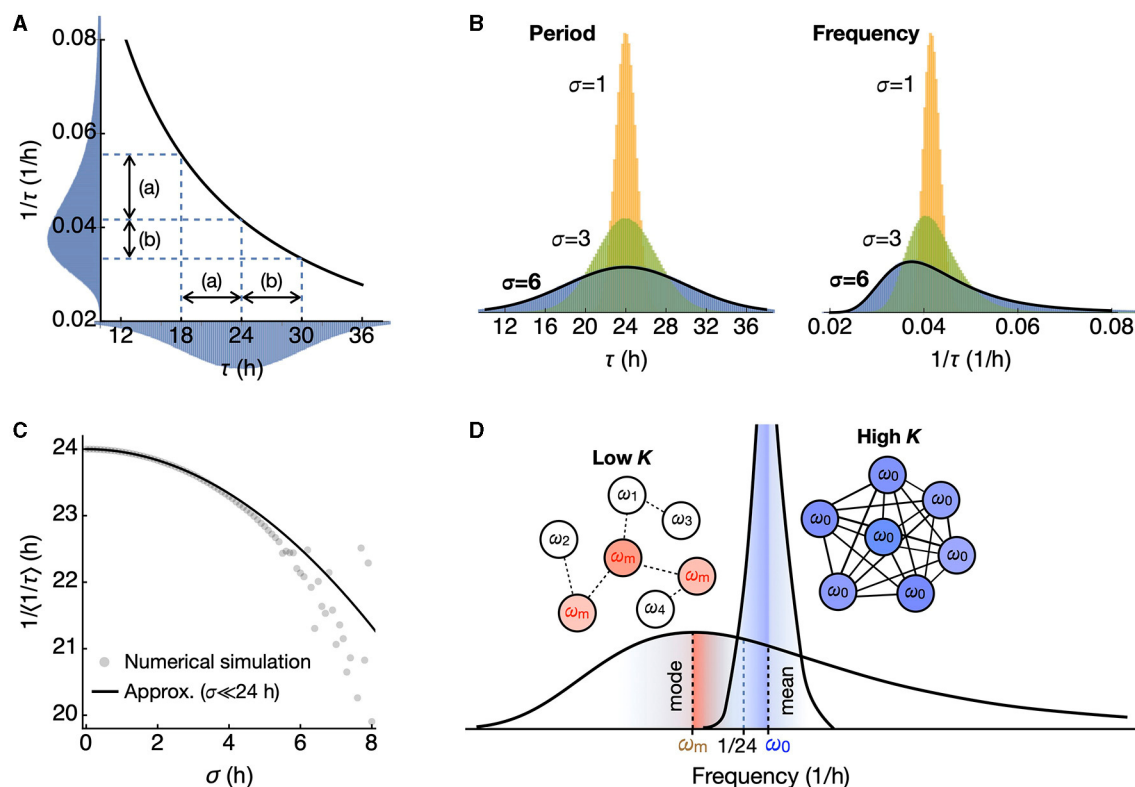 A
0.08
0.06
0.04
0.02
1/τ (1/h)
(a)
(b)
(a)
(b)
12
18
24
30
36
τ (h)
B
Period
σ=1
σ=3
σ=6
12
16
20
24
28
32
36
τ (h)
Frequency
σ=1
σ=3
σ=6
0.02
0.04
0.06
0.08
1/τ (1/h)
C
24
23
22
21
20
1/⟨1/τ⟩ (h)
Numerical simulation
Approx. (σ≪24 h)
0
2
4
6
8
σ (h)
D
Low K
ω1
ω3
ω2
ωm
ωm
ωm
ω4
High K
ω0
ω0
ω0
ω0
ω0
ω0
ω0
mode
mean
ωm
1/24
ω0
Frequency (1/h)